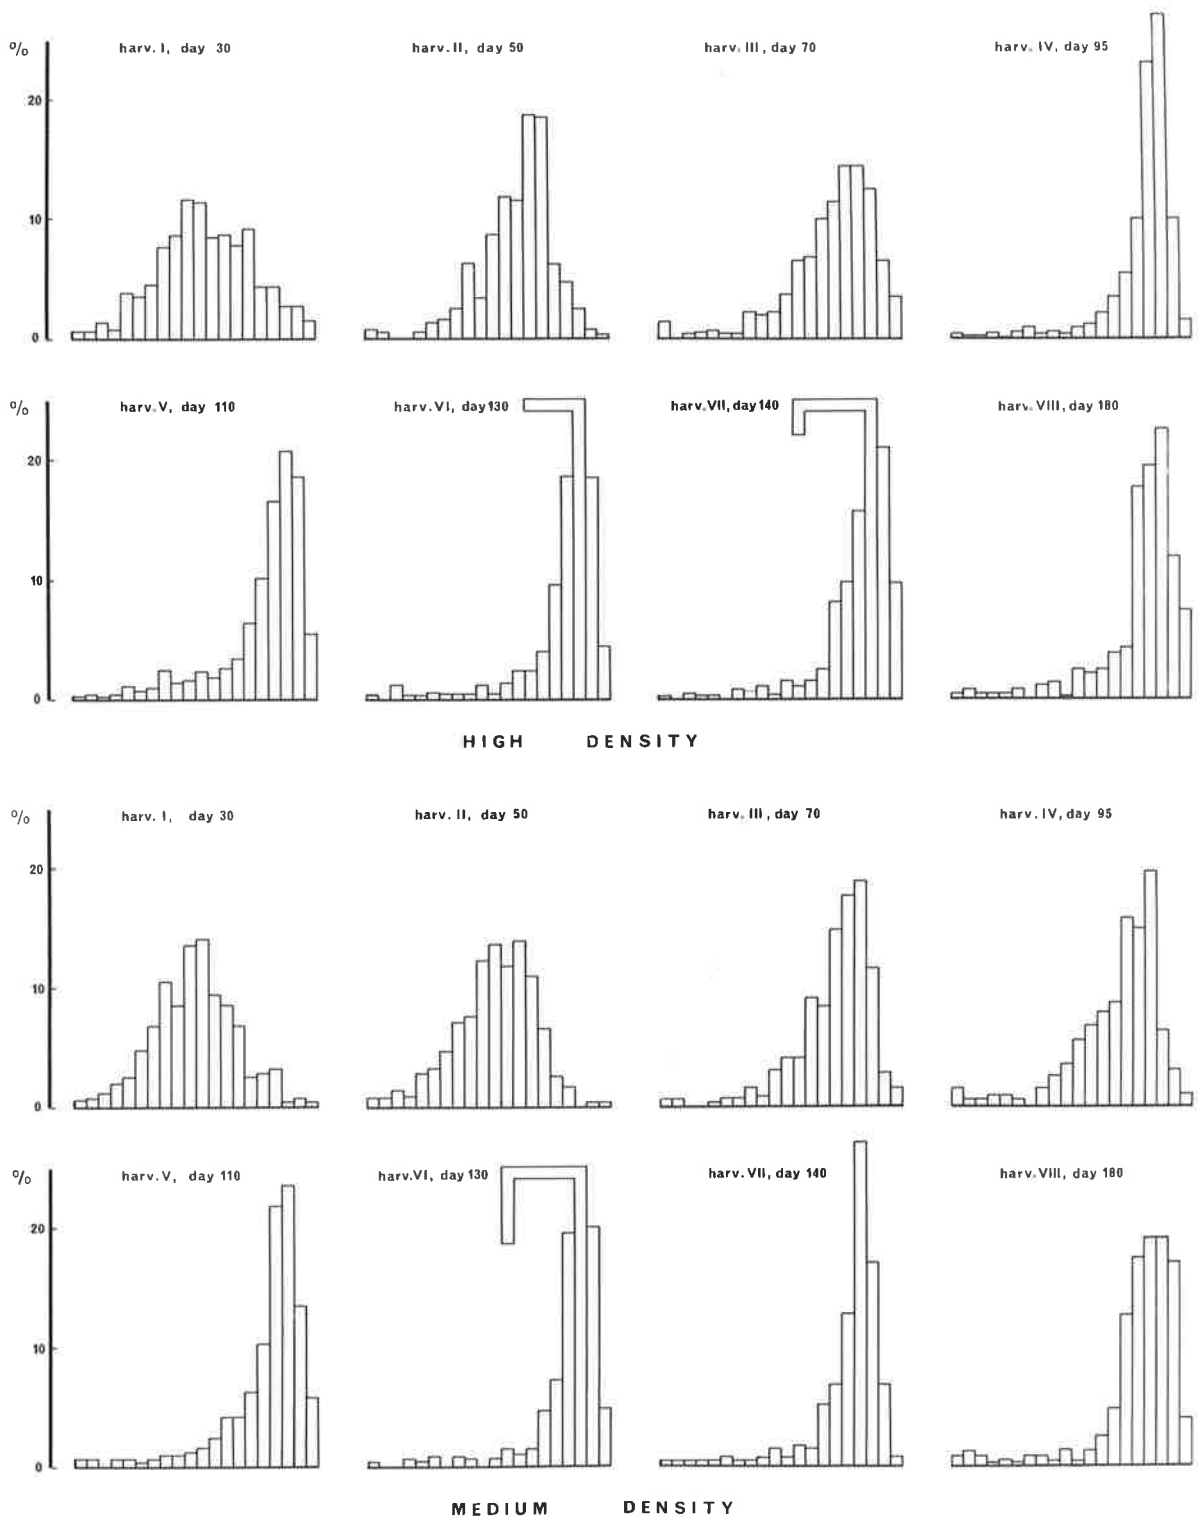 % harv. I, day 30 harv. II, day 50 harv. III, day 70 harv. IV, day 95
20
10
0
% harv. V, day 110 harv. VI, day 130 harv. VII, day 140 harv. VIII, day 180
20
10
0
HIGH DENSITY
% harv. I, day 30 harv. II, day 50 harv. III, day 70 harv. IV, day 95
20
10
0
% harv. V, day 110 harv. VI, day 130 harv. VII, day 140 harv. VIII, day 180
20
10
0
MEDIUM DENSITY